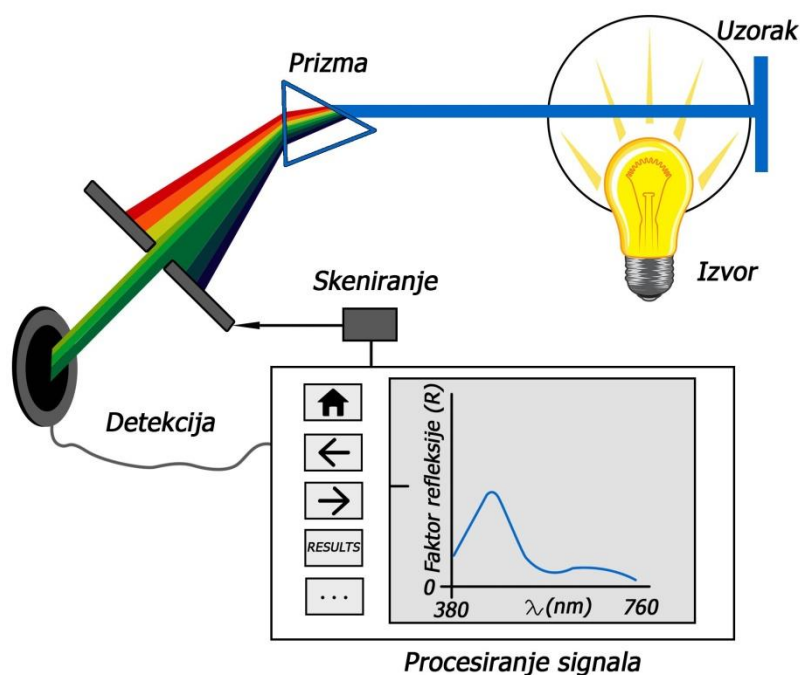 Uzorak
Prizma
Izvor
Skeniranje
Detekcija
RESULTS
...
Faktor refleksije (R)
0
380
λ(nm)
760
Procesiranje signala